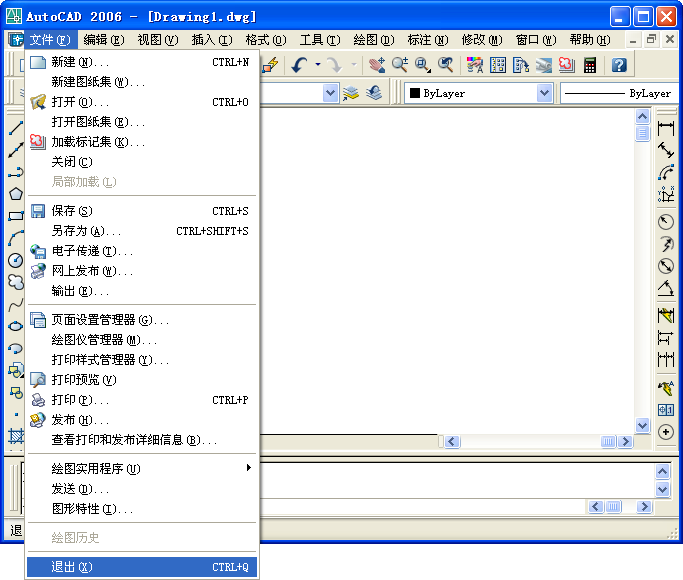 AutoCAD 2006 - [Drawing1.dwg]
文件(F) 编辑(E) 视图(V) 插入(I) 格式(O) 工具(T) 绘图(D) 标注(N) 修改(M) 窗口(W) 帮助(H)
新建(N)... CTRL+N
新建图纸集(W)...
ByLayer ByLayer
打开(O)... CTRL+O
打开图纸集(E)...
加载标记集(K)...
关闭(C)
局部加载(L)
保存(S) CTRL+S
另存为(A)... CTRL+SHIFT+S
电子传递(T)...
网上发布(W)...
输出(E)...
页面设置管理器(G)...
绘图仪管理器(M)...
打印样式管理器(Y)...
打印预览(V)
打印(P)... CTRL+P
发布(H)...
查看打印和发布详细信息(B)...
绘图实用程序(U)
发送(D)...
图形特性(I)...
绘图历史
退出(X) CTRL+Q
退